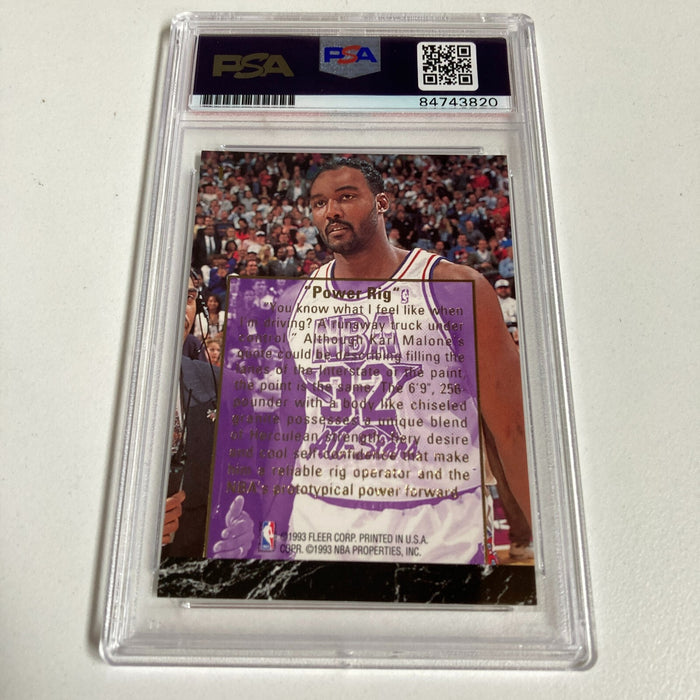 PSA
PSA
84743820
"Power Rig"
"You know what I feel like when
I'm driving? A runaway truck under
control." Although Karl Malone's
quote could be describing filling the
lanes of the Interstate or the paint,
the point is the same. The 6'9", 256-
pounder with a body like chiseled
granite possesses a unique blend
of Herculean strength, fiery desire
and cool self-confidence that make
him a reliable rig operator and the
NBA's prototypical power forward.
NBA
32
©1993 FLEER CORP. PRINTED IN U.S.A.
COPR. ©1993 NBA PROPERTIES, INC.